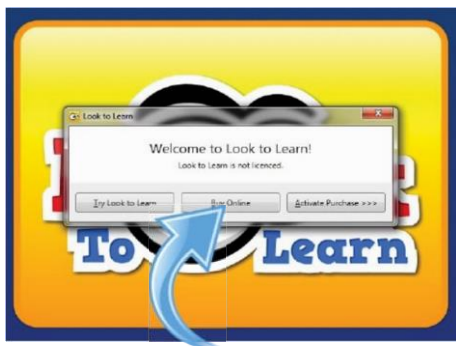 Look to Learn
Welcome to Look to Learn!
Look to Learn is not licenced.
Try Look to Learn
Buy Online
Activate Purchase >>>
To Learn